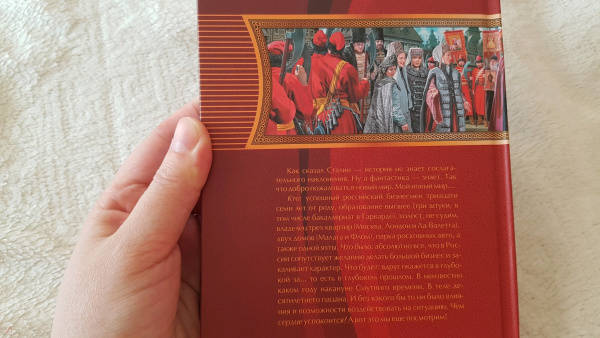 Как сказал Сталин — история не знает сослага-
тельного наклонения. Ну а фантастика — знает. Так
что добро пожаловать в новый мир. Мой новый мир...
Кто: успешный российский бизнесмен тридцати
семи лет от роду, образование высшее (три штуки, в
том числе бакалавриат в Гарварде), холост, не судим,
владелец трех квартир (Москва, Лондон и Ла-Валетта),
двух домов (Малага и Флом), парка роскошных авто, а
также одной яхты. Что было: абсолютно все, что в Рос-
сии сопутствует желанию делать большой бизнес и за-
каливает характер. Что будет: вдруг окажется в глубо-
кой за... то есть в глубоком прошлом. В неизвестно
каком году накануне Смутного времени. В теле де-
сятилетнего пацана. И без какого бы то ни было влия-
ния и возможности воздействовать на ситуацию. Чем
сердце успокоится? А вот это мы еще посмотрим!